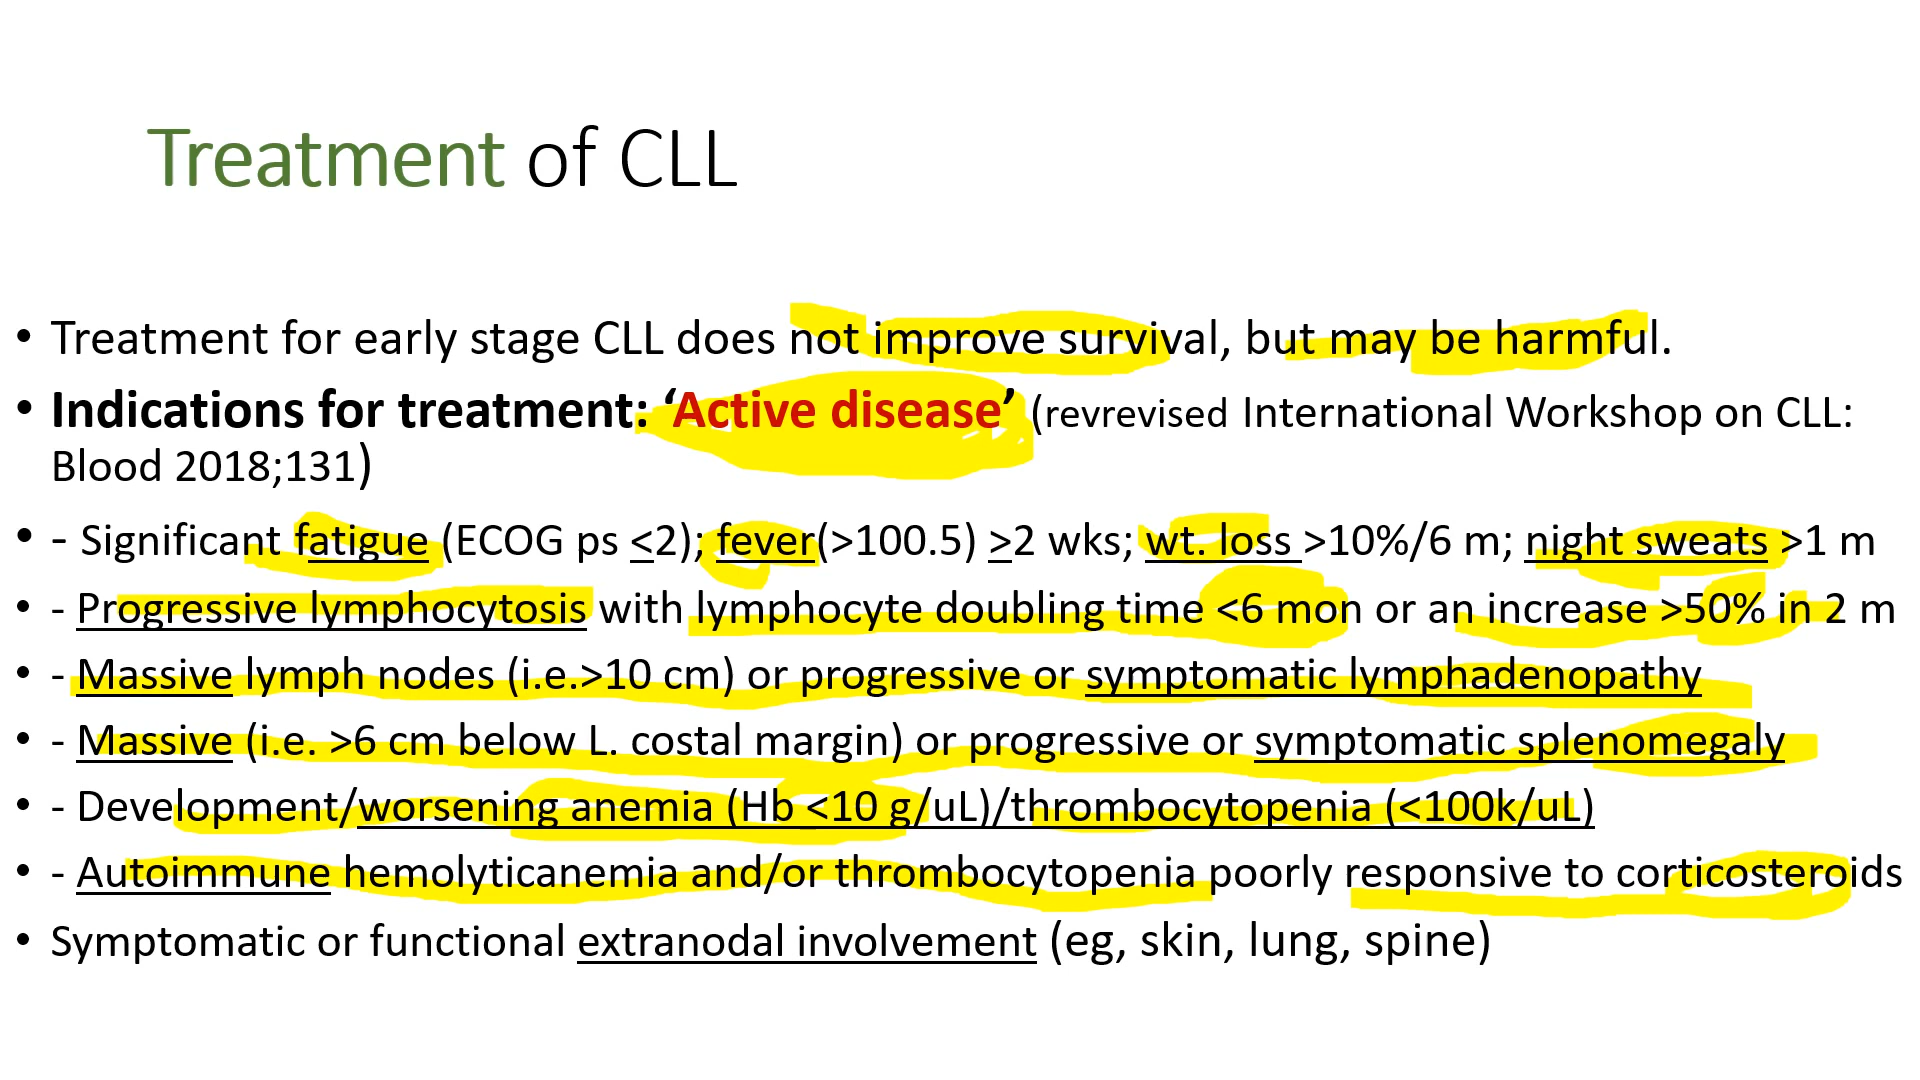 Treatment of CLL
• Treatment for early stage CLL does not improve survival, but may be harmful.
• Indications for treatment: ‘Active disease’ (revrevised International Workshop on CLL:
Blood 2018;131)
• - Significant fatigue (ECOG ps <2); fever(>100.5) >2 wks; wt. loss >10%/6 m; night sweats >1 m
• - Progressive lymphocytosis with lymphocyte doubling time <6 mon or an increase >50% in 2 m
• - Massive lymph nodes (i.e.>10 cm) or progressive or symptomatic lymphadenopathy
• - Massive (i.e. >6 cm below L. costal margin) or progressive or symptomatic splenomegaly
• - Development/worsening anemia (Hb <10 g/uL)/thrombocytopenia (<100k/uL)
• - Autoimmune hemolyticanemia and/or thrombocytopenia poorly responsive to corticosteroids
• Symptomatic or functional extranodal involvement (eg, skin, lung, spine)